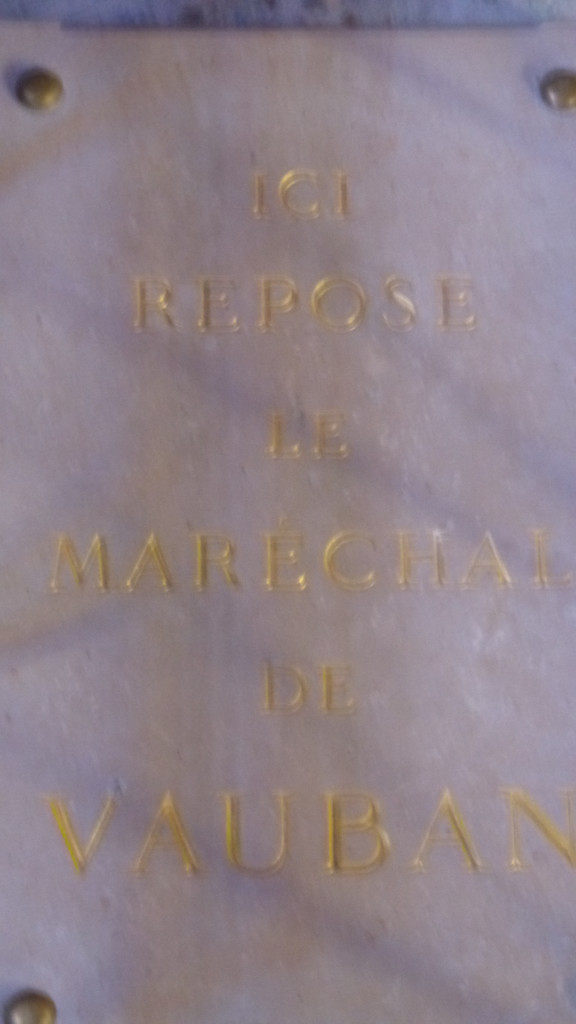 ICI
REPOSE
LE
MARÉCHAL
DE
VAUBAN